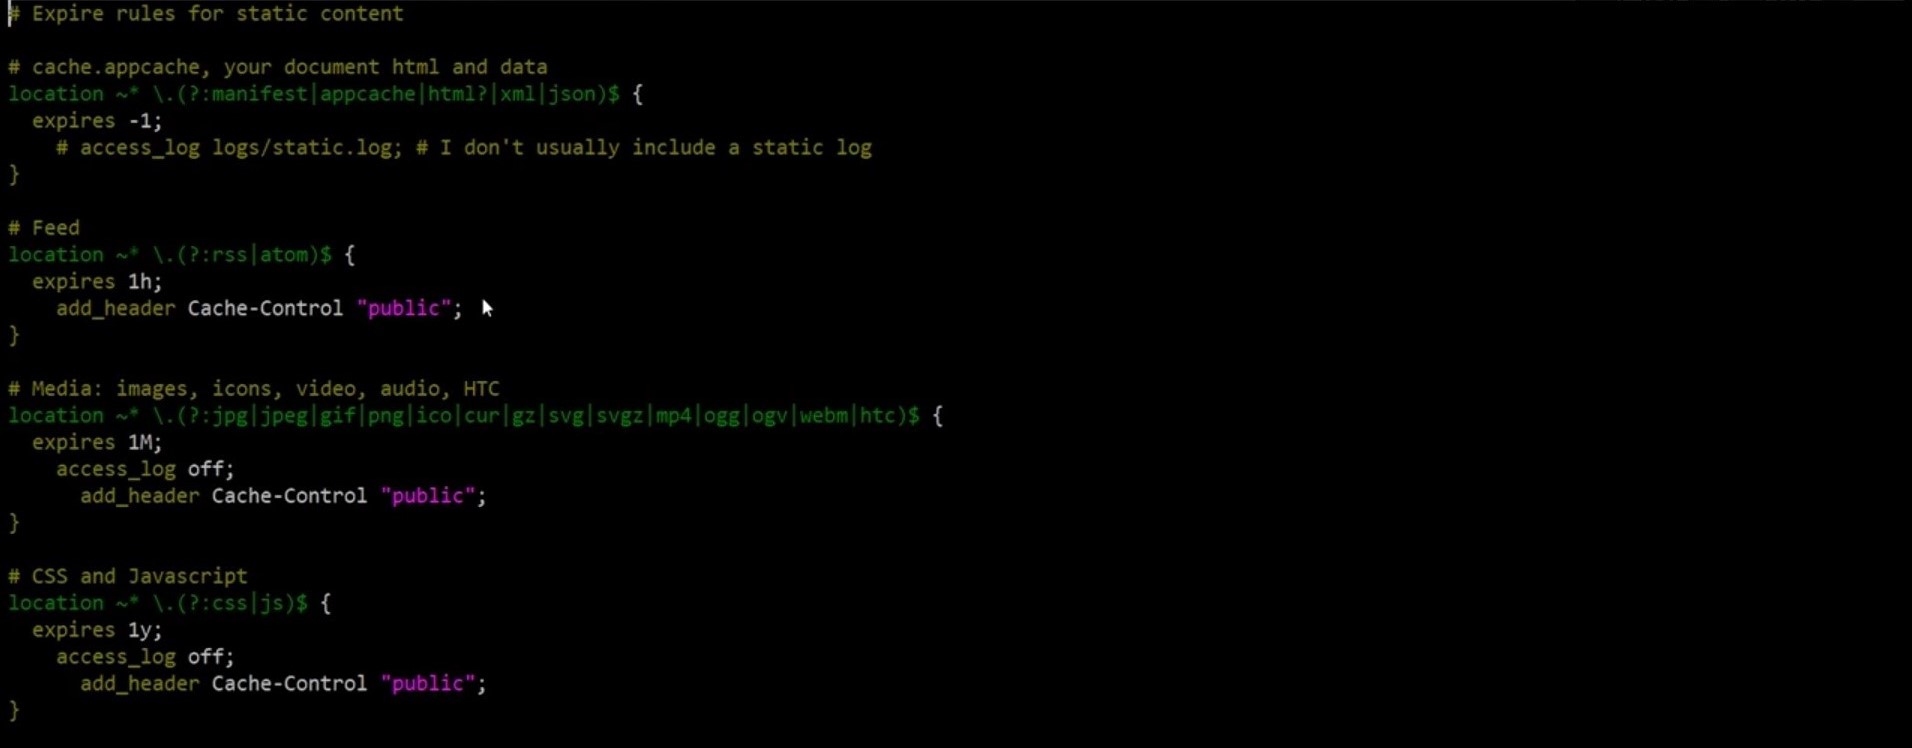 # Expire rules for static content
# cache.appcache, your document html and data
location ~* \.(?:manifest|appcache|html?|xml|json)$ {
  expires -1;
    # access_log logs/static.log; # I don't usually include a static log
}
# Feed
location ~* \.(?:rss|atom)$ {
  expires 1h;
    add_header Cache-Control "public";
}
# Media: images, icons, video, audio, HTC
location ~* \.(?:jpg|jpeg|gif|png|ico|cur|gz|svg|svgz|mp4|ogg|ogv|webm|htc)$ {
  expires 1M;
    access_log off;
      add_header Cache-Control "public";
}
# CSS and Javascript
location ~* \.(?:css|js)$ {
  expires 1y;
    access_log off;
      add_header Cache-Control "public";
}